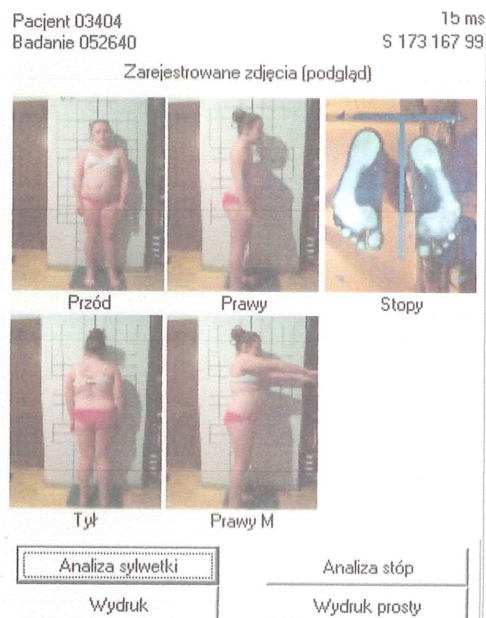 Pacjent 03404
15 ms
Badanie 052640
S 173 167 99
Zarejestrowane zdjęcia (podgląd)
Przód
Prawy
Stopy
Tył
Prawy M
Analiza sylwetki
Analiza stóp
Wydruk
Wydruk prosty